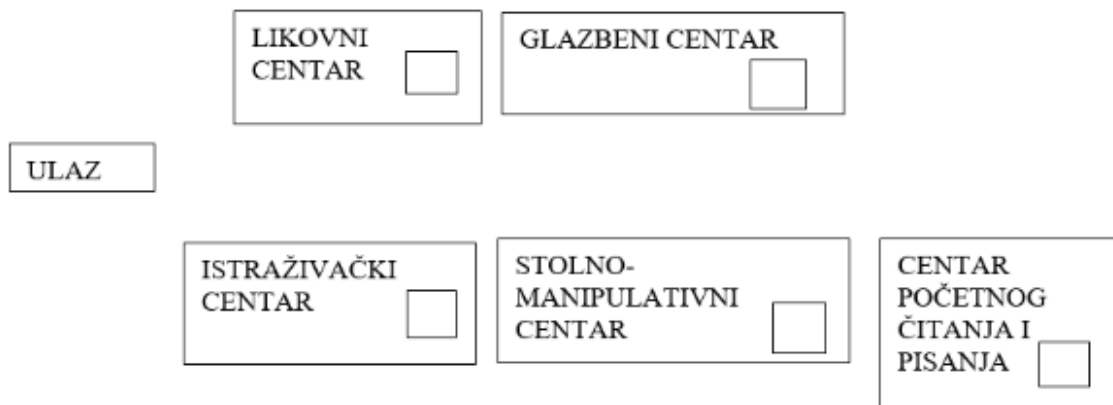 LIKOVNI
CENTAR
GLAZBENI CENTAR
ULAZ
ISTRAŽIVAČKI
CENTAR
STOLNO-
MANIPULATIVNI
CENTAR
CENTAR
POČETNOG
ČITANJA I
PISANJA